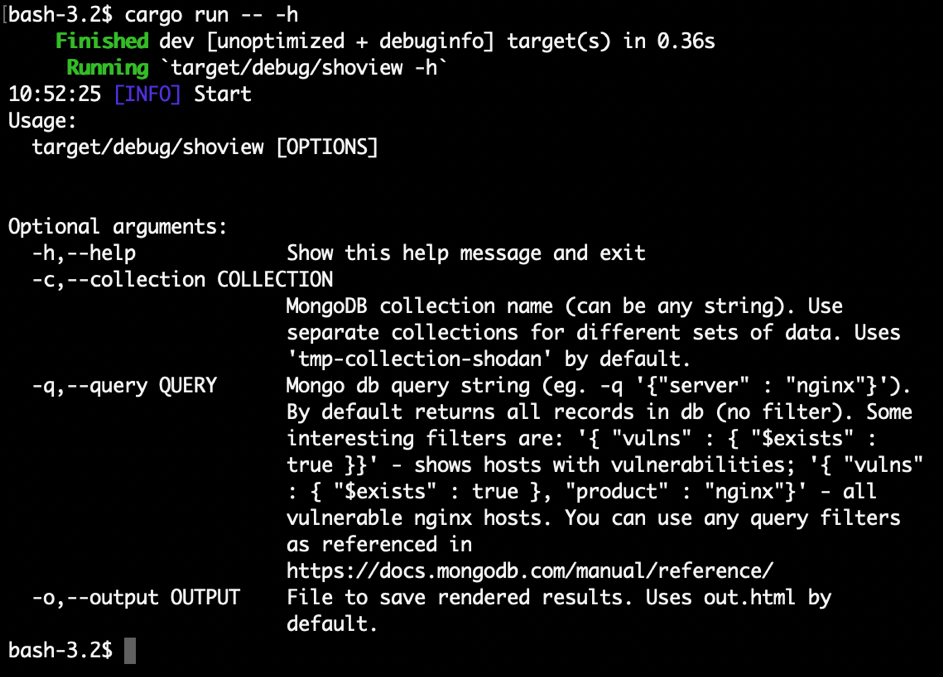 [bash-3.2$ cargo run -- -h
Finished dev [unoptimized + debuginfo] target(s) in 0.36s
Running `target/debug/shoview -h`
10:52:25 [INFO] Start
Usage:
target/debug/shoview [OPTIONS]
Optional arguments:
-h,--help Show this help message and exit
-c,--collection COLLECTION
MongoDB collection name (can be any string). Use
separate collections for different sets of data. Uses
'tmp-collection-shodan' by default.
-q,--query QUERY Mongo db query string (eg. -q '{"server" : "nginx"}').
By default returns all records in db (no filter). Some
interesting filters are: '{ "vulns" : { "$exists" :
true }}' - shows hosts with vulnerabilities; '{ "vulns"
: { "$exists" : true }, "product" : "nginx"}' - all
vulnerable nginx hosts. You can use any query filters
as referenced in
https://docs.mongodb.com/manual/reference/
-o,--output OUTPUT File to save rendered results. Uses out.html by
default.
bash-3.2$